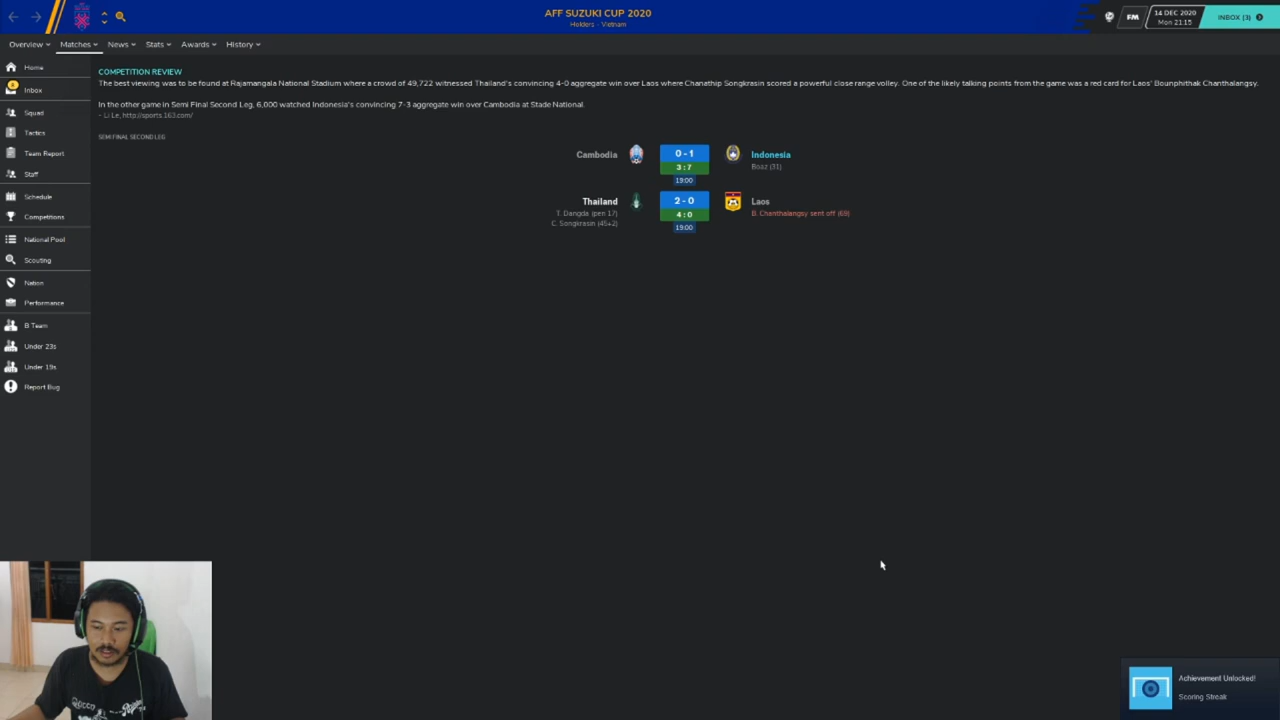 AFF SUZUKI CUP 2020
Holders - Vietnam
FM
14 DEC 2020
Mon 21:15
INBOX (3)
Overview
Matches
News
Stats
Awards
History
Home
Inbox
Squad
Tactics
Team Report
Staff
Schedule
Competitions
National Pool
Scouting
Nation
Performance
B Team
Under 23s
Under 19s
Report Bug
COMPETITION REVIEW
The best viewing was to be found at Rajamangala National Stadium where a crowd of 49,722 witnessed Thailand's convincing 4-0 aggregate win over Laos where Chanathip Songkrasin scored a powerful close range volley. One of the likely talking points from the game was a red card for Laos' Bounphithak Chanthalangsy.
In the other game in Semi Final Second Leg, 6,000 watched Indonesia's convincing 7-3 aggregate win over Cambodia at Stade National.
- Li Le, http://sports.163.com/
SEMI FINAL SECOND LEG
Cambodia 0 - 1 Indonesia
3 : 7 Boaz (31)
19:00
Thailand 2 - 0 Laos
T. Dangda (pen 17) 4 : 0 B. Chanthalangsy sent off (69)
C. Songkrasin (45+2) 19:00
Achievement Unlocked!
Scoring Streak